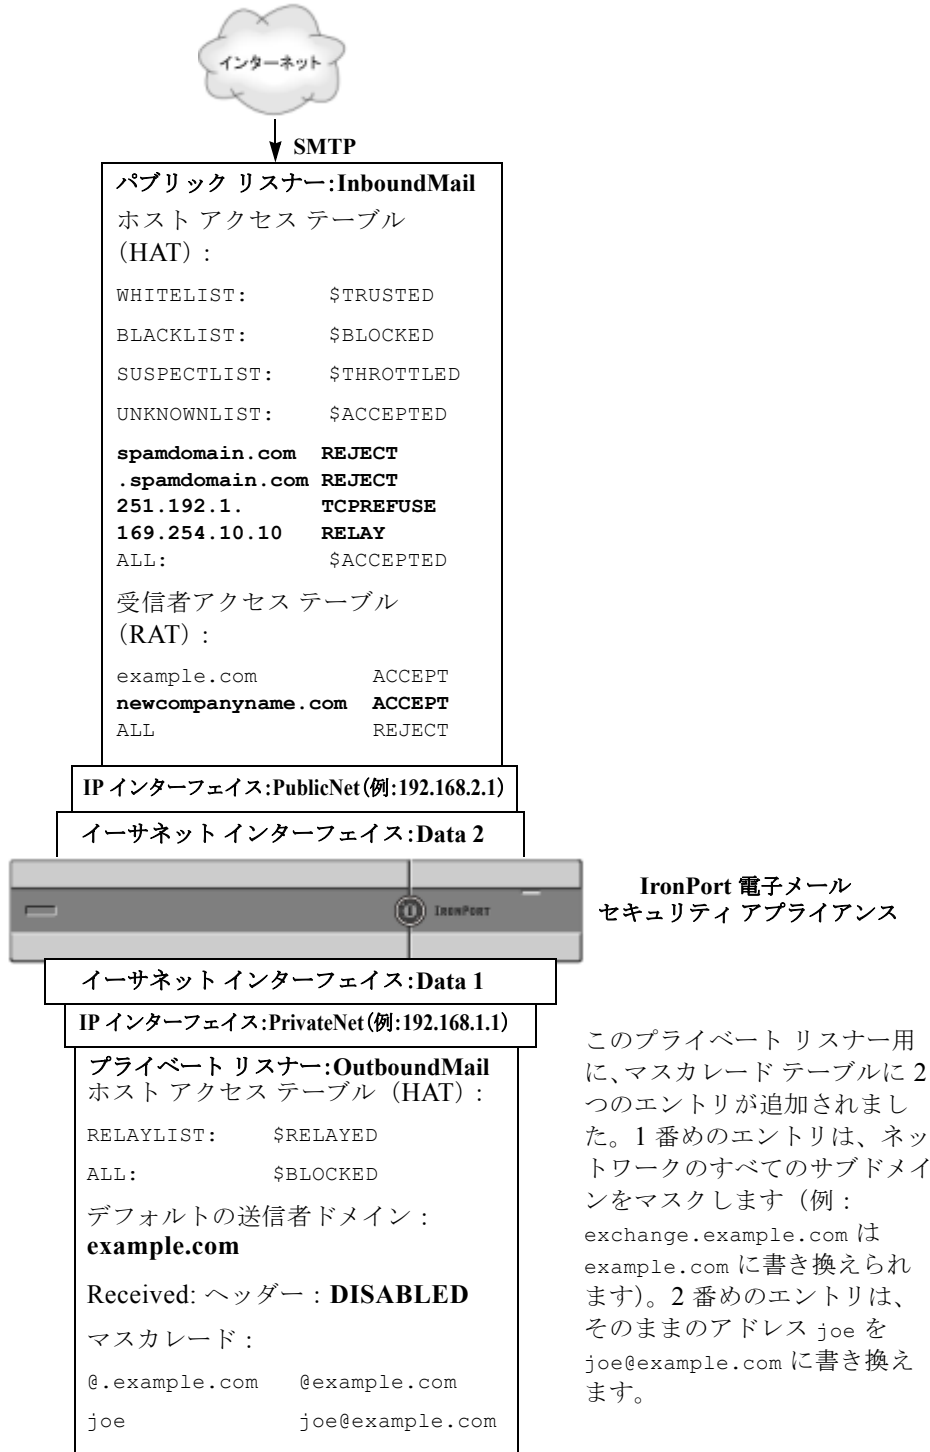 インターネット
SMTP
パブリック リスナー:InboundMail
ホスト アクセス テーブル
（HAT）:
WHITELIST: $TRUSTED
BLACKLIST: $BLOCKED
SUSPECTLIST: $THROTTLED
UNKNOWNLIST: $ACCEPTED
spamdomain.com REJECT
.spamdomain.com REJECT
251.192.1. TCPREFUSE
169.254.10.10 RELAY
ALL: $ACCEPTED
受信者アクセス テーブル
（RAT）:
example.com ACCEPT
newcompanyname.com ACCEPT
ALL REJECT
IP インターフェイス:PublicNet(例:192.168.2.1)
イーサネット インターフェイス:Data 2
IRONPORT
IronPort 電子メール
セキュリティ アプライアンス
イーサネット インターフェイス:Data 1
IP インターフェイス:PrivateNet(例:192.168.1.1)
プライベート リスナー:OutboundMail
ホスト アクセス テーブル（HAT）:
RELAYLIST: $RELAYED
ALL: $BLOCKED
デフォルトの送信者ドメイン :
example.com
Received: ヘッダー : DISABLED
マスカレード :
@.example.com @example.com
joe joe@example.com
このプライベート リスナー用
に、マスカレード テーブルに 2
つのエントリが追加されまし
た。1 番めのエントリは、ネッ
トワークのすべてのサブドメイ
ンをマスクします（例 :
exchange.example.com は
example.com に書き換えられ
ます）。2 番めのエントリは、
そのままのアドレス joe を
joe@example.com に書き換え
ます。